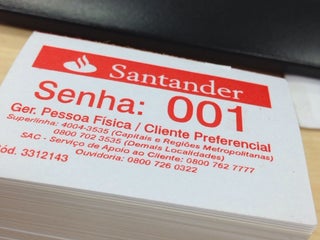 Santander
Senha: 001
Ger. Pessoa Física / Cliente Preferencial
Superlinha: 4004-3535 (Capitais e Regiões Metropolitanas)
0800 702 3535 (Demais Localidades)
SAC - Serviço de Apoio ao Cliente: 0800 762 7777
Ouvidoria: 0800 726 0322
Cód. 3312143